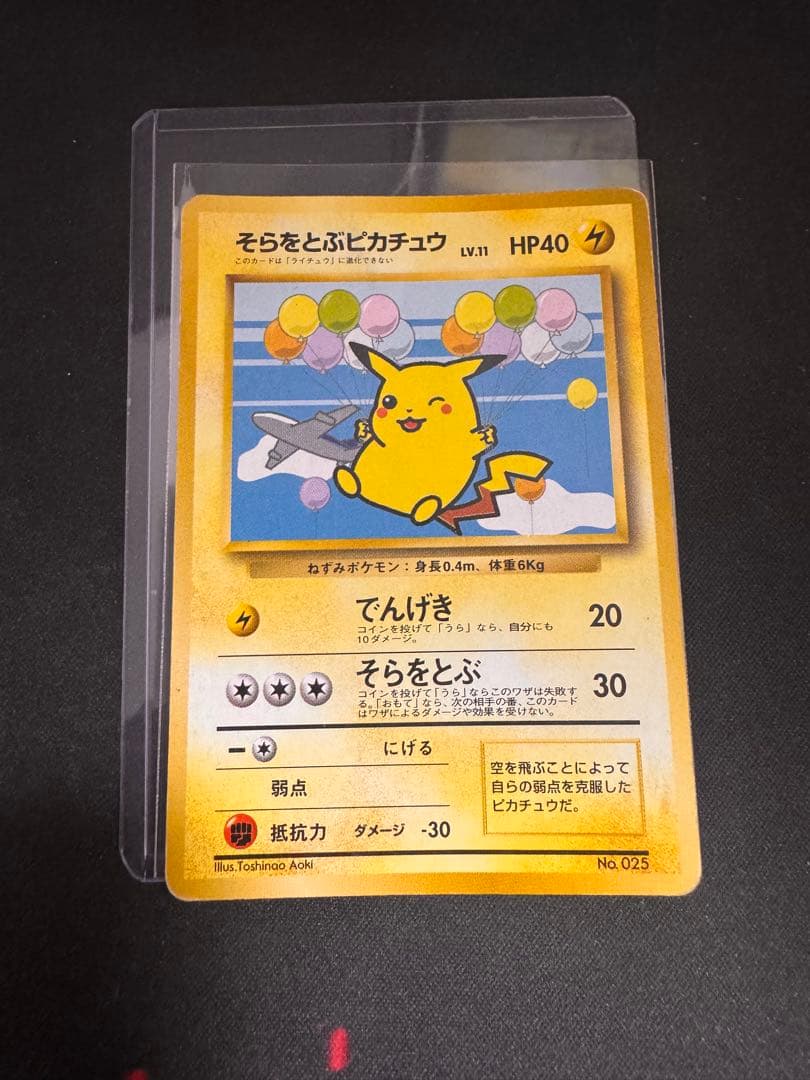 そらをとぶピカチュウ LV.11 HP40
このカードは「ライチュウ」に進化できない
ねずみポケモン：身長0.4m、体重6Kg
でんげき 20
コインを投げて「うら」なら、自分にも
10ダメージ。
そらをとぶ 30
コインを投げて「うら」ならこのワザは失敗す
る。「おもて」なら、次の相手の番、このカード
はワザによるダメージや効果を受けない。
ー にげる
弱点
抵抗力 ダメージ -30
空を飛ぶことによって
自らの弱点を克服した
ピカチュウだ。
Illus.Toshinao Aoki No. 025